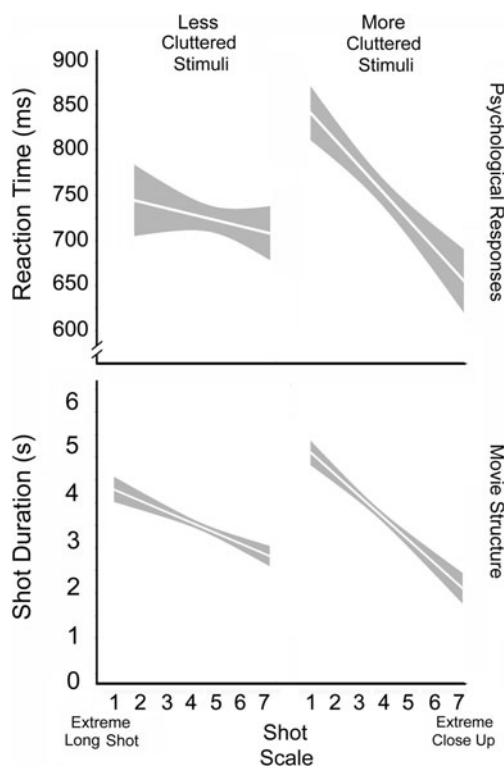 Less
Cluttered
Stimuli
More
Cluttered
Stimuli
Reaction Time (ms)
900
850
800
750
700
650
600
Psychological Responses
Shot Duration (s)
6
5
4
3
2
1
0
Movie Structure
1 2 3 4 5 6 7
1 2 3 4 5 6 7
Extreme
Long Shot
Shot
Scale
Extreme
Close Up